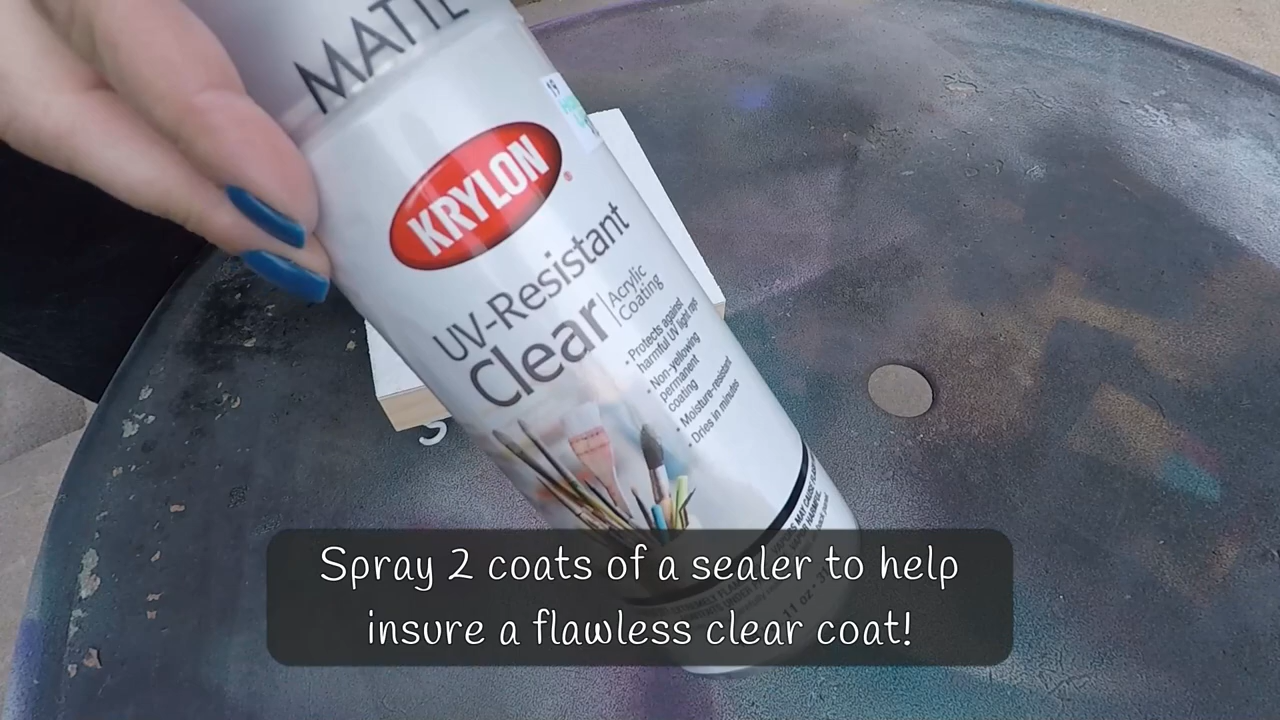 MATTE
KRYLON
®
UV-Resistant
Clear
Acrylic
Coating
• Protects against
harmful UV light rays
• Non-yellowing
permanent
coating
• Moisture-resistant
• Dries in minutes
Spray 2 coats of a sealer to help
insure a flawless clear coat!